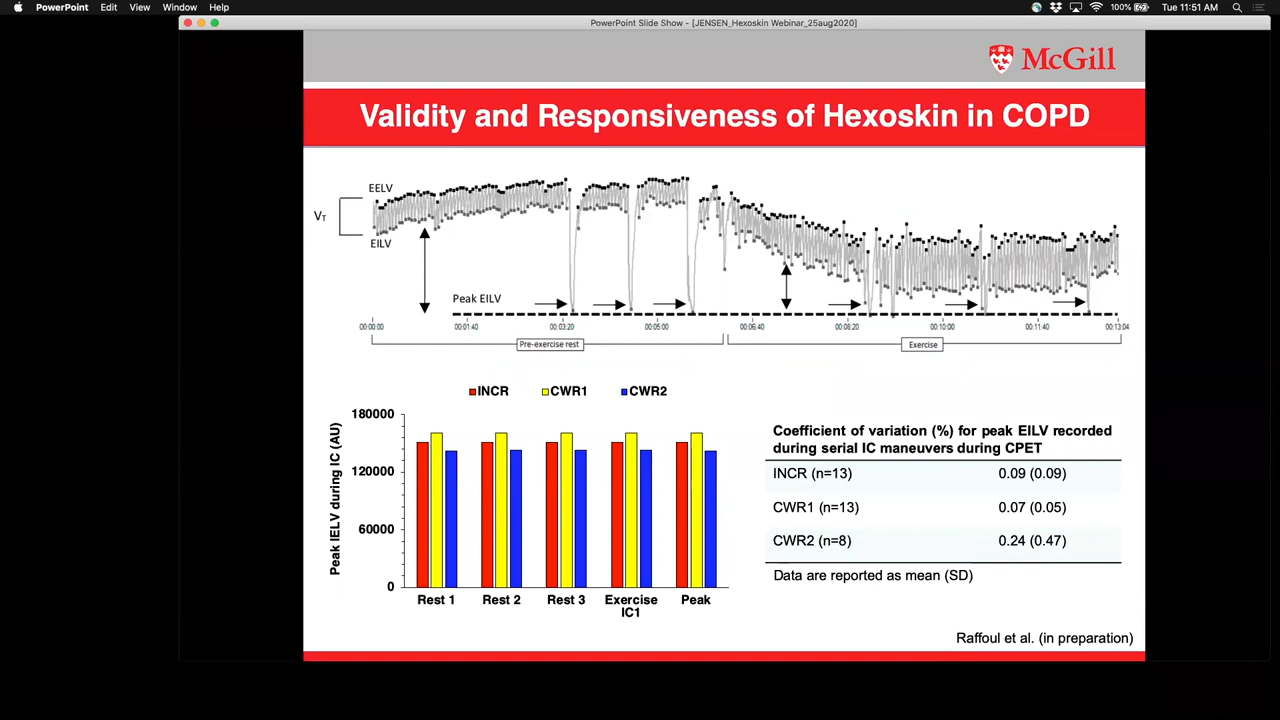 PowerPoint Edit View Window Help 100% Tue 11:51 AM
PowerPoint Slide Show - [JENSEN_Hexoskin Webinar_25aug2020]
McGill
Validity and Responsiveness of Hexoskin in COPD
EELV
VT
EILV
Peak EILV
00:00:00 00:01:40 00:03:20 00:05:00 00:06:40 00:08:20 00:10:00 00:11:40 00:13:04
Pre-exercise rest Exercise
INCR CWR1 CWR2
Peak IELV during IC (AU)
180000
120000
60000
0
Rest 1 Rest 2 Rest 3 Exercise IC1 Peak
Coefficient of variation (%) for peak EILV recorded
during serial IC maneuvers during CPET
INCR (n=13) 0.09 (0.09)
CWR1 (n=13) 0.07 (0.05)
CWR2 (n=8) 0.24 (0.47)
Data are reported as mean (SD)
Raffoul et al. (in preparation)